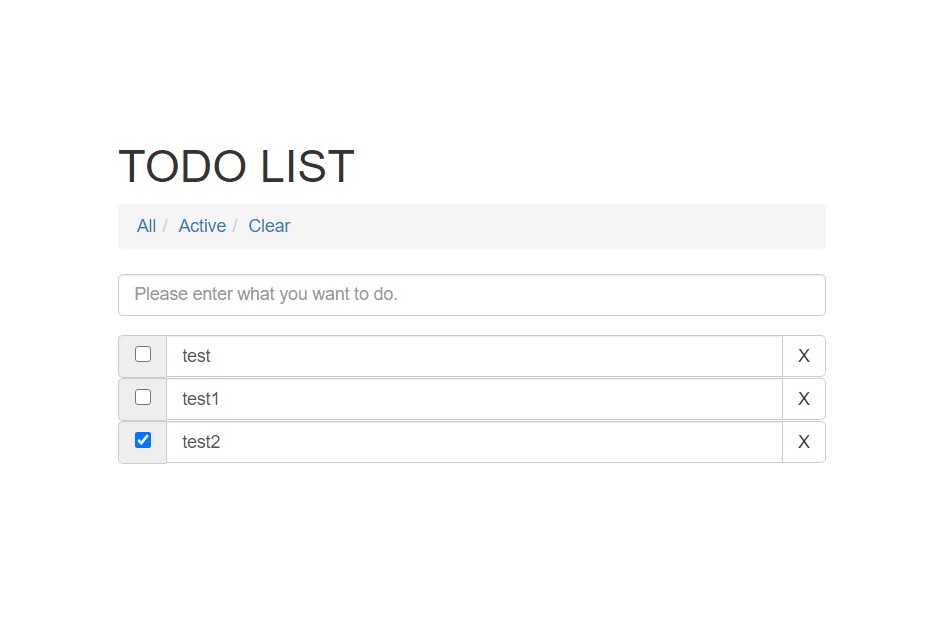 TODO LIST
All / Active / Clear
Please enter what you want to do.
test X
test1 X
test2 X